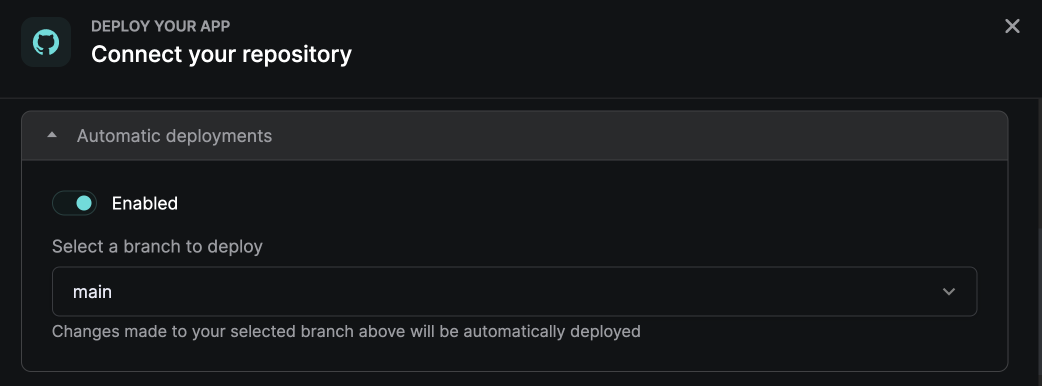 DEPLOY YOUR APP
Connect your repository
Automatic deployments
Enabled
Select a branch to deploy
main
Changes made to your selected branch above will be automatically deployed